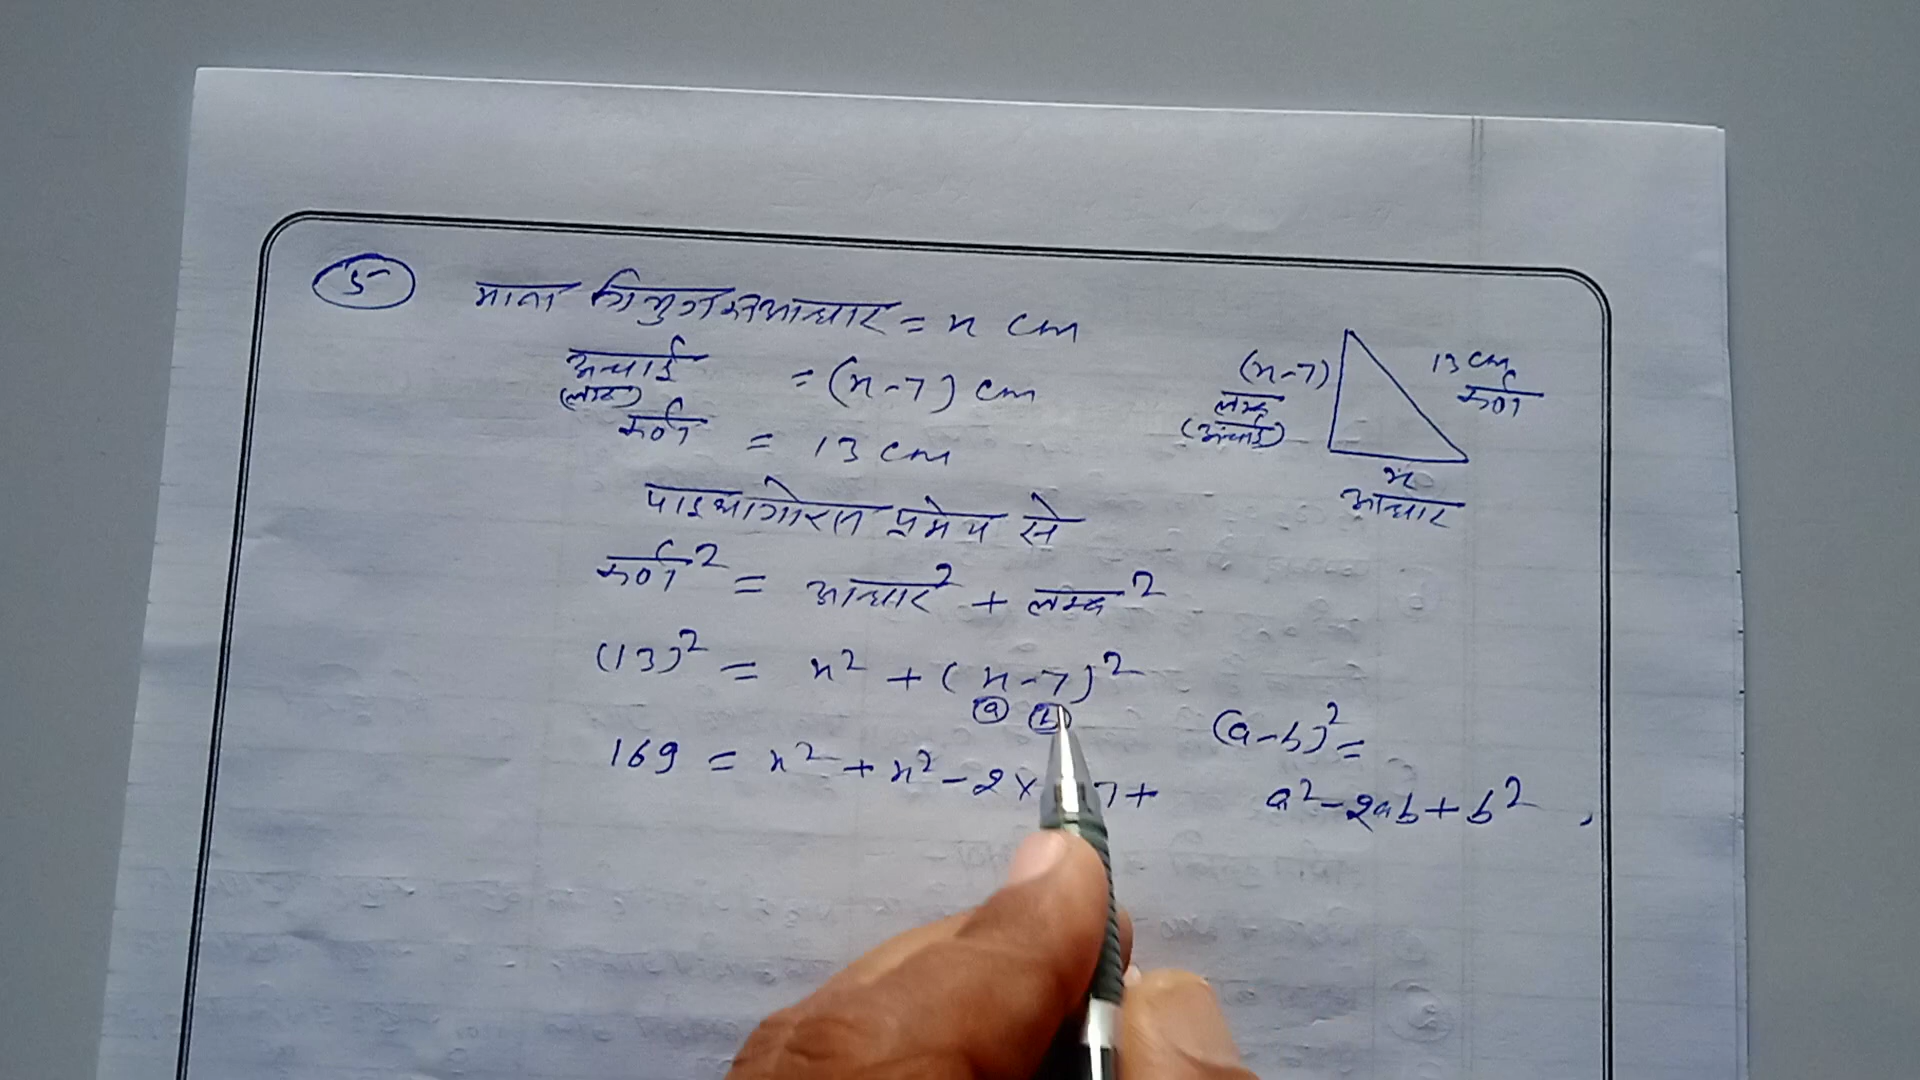 5
माना त्रिभुज का आधार = x cm
ऊंचाई = (x-7) cm
(लम्ब)
कर्ण = 13 cm
(x-7)
लम्ब
(ऊंचाई)
13 cm
कर्ण
x
आधार
पाइथागोरस प्रमेय से
कर्ण² = आधार² + लम्ब²
(13)² = x² + (x-7)²
a b
(a-b)² =
a²-2ab+b²
169 = x² + x² - 2x 7+